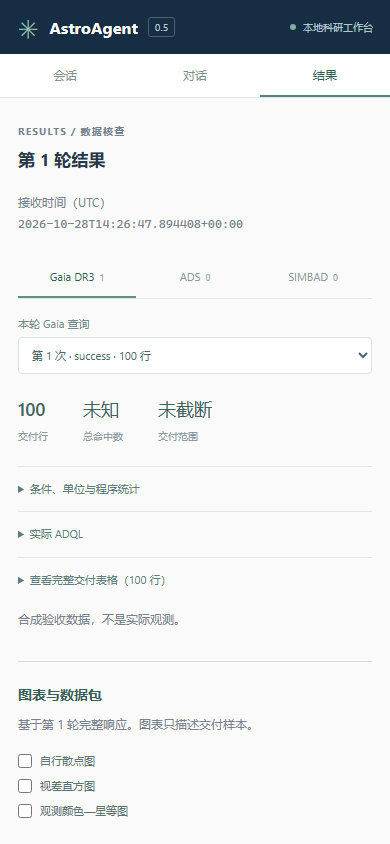 AstroAgent 0.5 本地科研工作台
会话 对话 结果
RESULTS / 数据核查
第 1 轮结果
接收时间（UTC）
2026-10-28T14:26:47.894408+00:00
Gaia DR3 1 ADS 0 SIMBAD 0
本轮 Gaia 查询
第 1 次 · success · 100 行
100 未知 未截断
交付行 总命中数 交付范围
条件、单位与程序统计
实际 ADQL
查看完整交付表格（100 行）
合成验收数据，不是实际观测。
图表与数据包
基于第 1 轮完整响应。图表只描述交付样本。
自行散点图
视差直方图
观测颜色—星等图